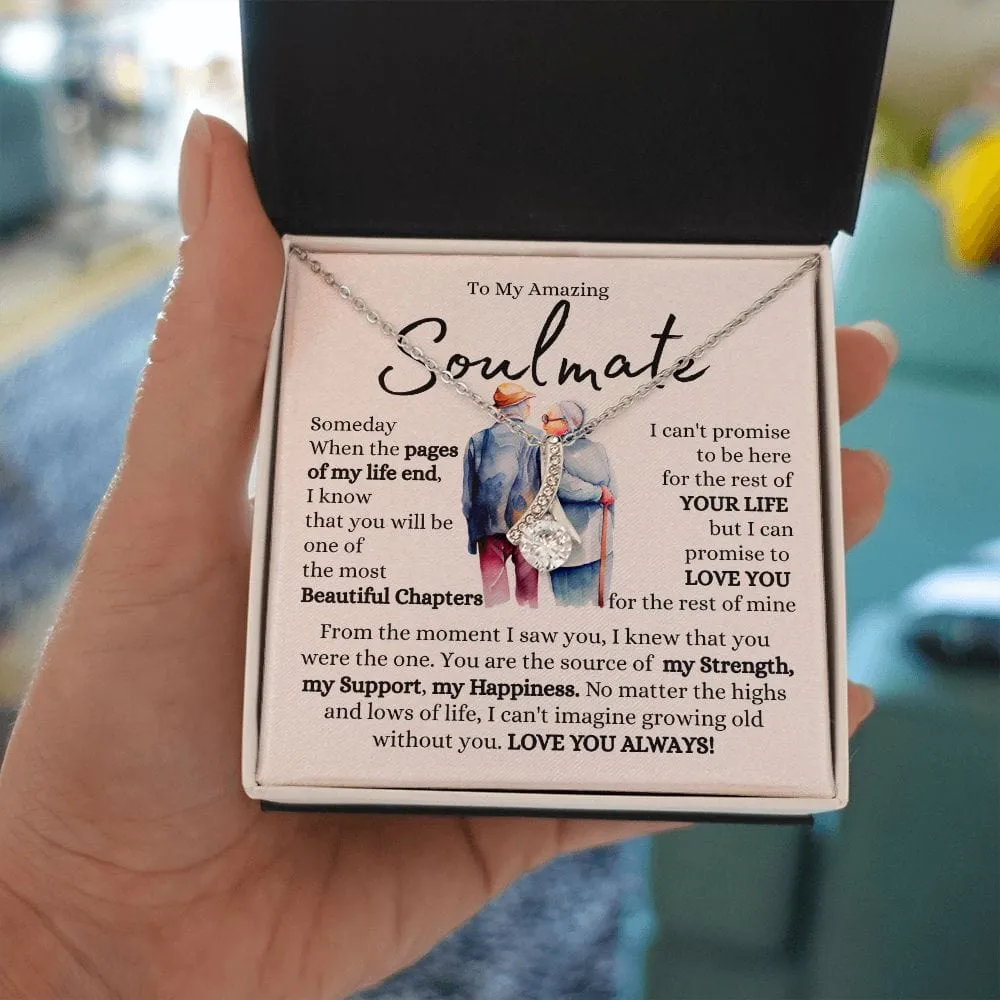 To My Amazing
Soulmate
Someday
When the pages
of my life end,
I know
that you will be
one of
the most
Beautiful Chapters
I can't promise
to be here
for the rest of
YOUR LIFE
but I can
promise to
LOVE YOU
for the rest of mine
From the moment I saw you, I knew that you
were the one. You are the source of my Strength,
my Support, my Happiness. No matter the highs
and lows of life, I can't imagine growing old
without you. LOVE YOU ALWAYS!